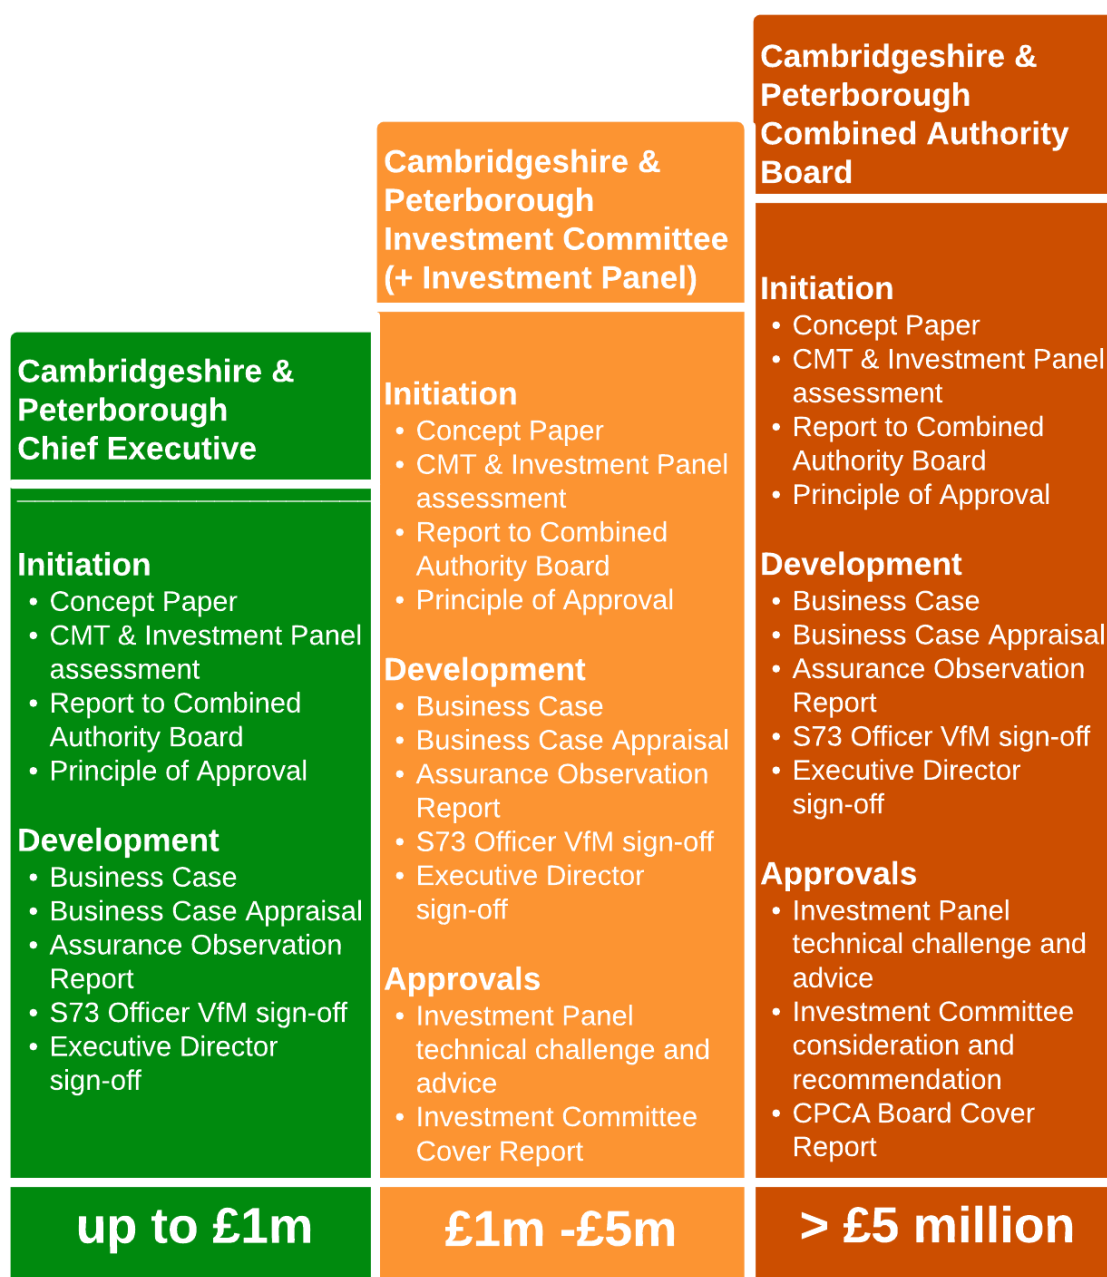 Cambridgeshire &
Peterborough
Chief Executive
Initiation
• Concept Paper
• CMT & Investment Panel
assessment
• Report to Combined
Authority Board
• Principle of Approval
Development
• Business Case
• Business Case Appraisal
• Assurance Observation
Report
• S73 Officer VfM sign-off
• Executive Director
sign-off
up to £1m
Cambridgeshire &
Peterborough
Investment Committee
(+ Investment Panel)
Initiation
• Concept Paper
• CMT & Investment Panel
assessment
• Report to Combined
Authority Board
• Principle of Approval
Development
• Business Case
• Business Case Appraisal
• Assurance Observation
Report
• S73 Officer VfM sign-off
• Executive Director
sign-off
Approvals
• Investment Panel
technical challenge and
advice
• Investment Committee
Cover Report
£1m -£5m
Cambridgeshire &
Peterborough
Combined Authority
Board
Initiation
• Concept Paper
• CMT & Investment Panel
assessment
• Report to Combined
Authority Board
• Principle of Approval
Development
• Business Case
• Business Case Appraisal
• Assurance Observation
Report
• S73 Officer VfM sign-off
• Executive Director
sign-off
Approvals
• Investment Panel
technical challenge and
advice
• Investment Committee
consideration and
recommendation
• CPCA Board Cover
Report
> £5 million